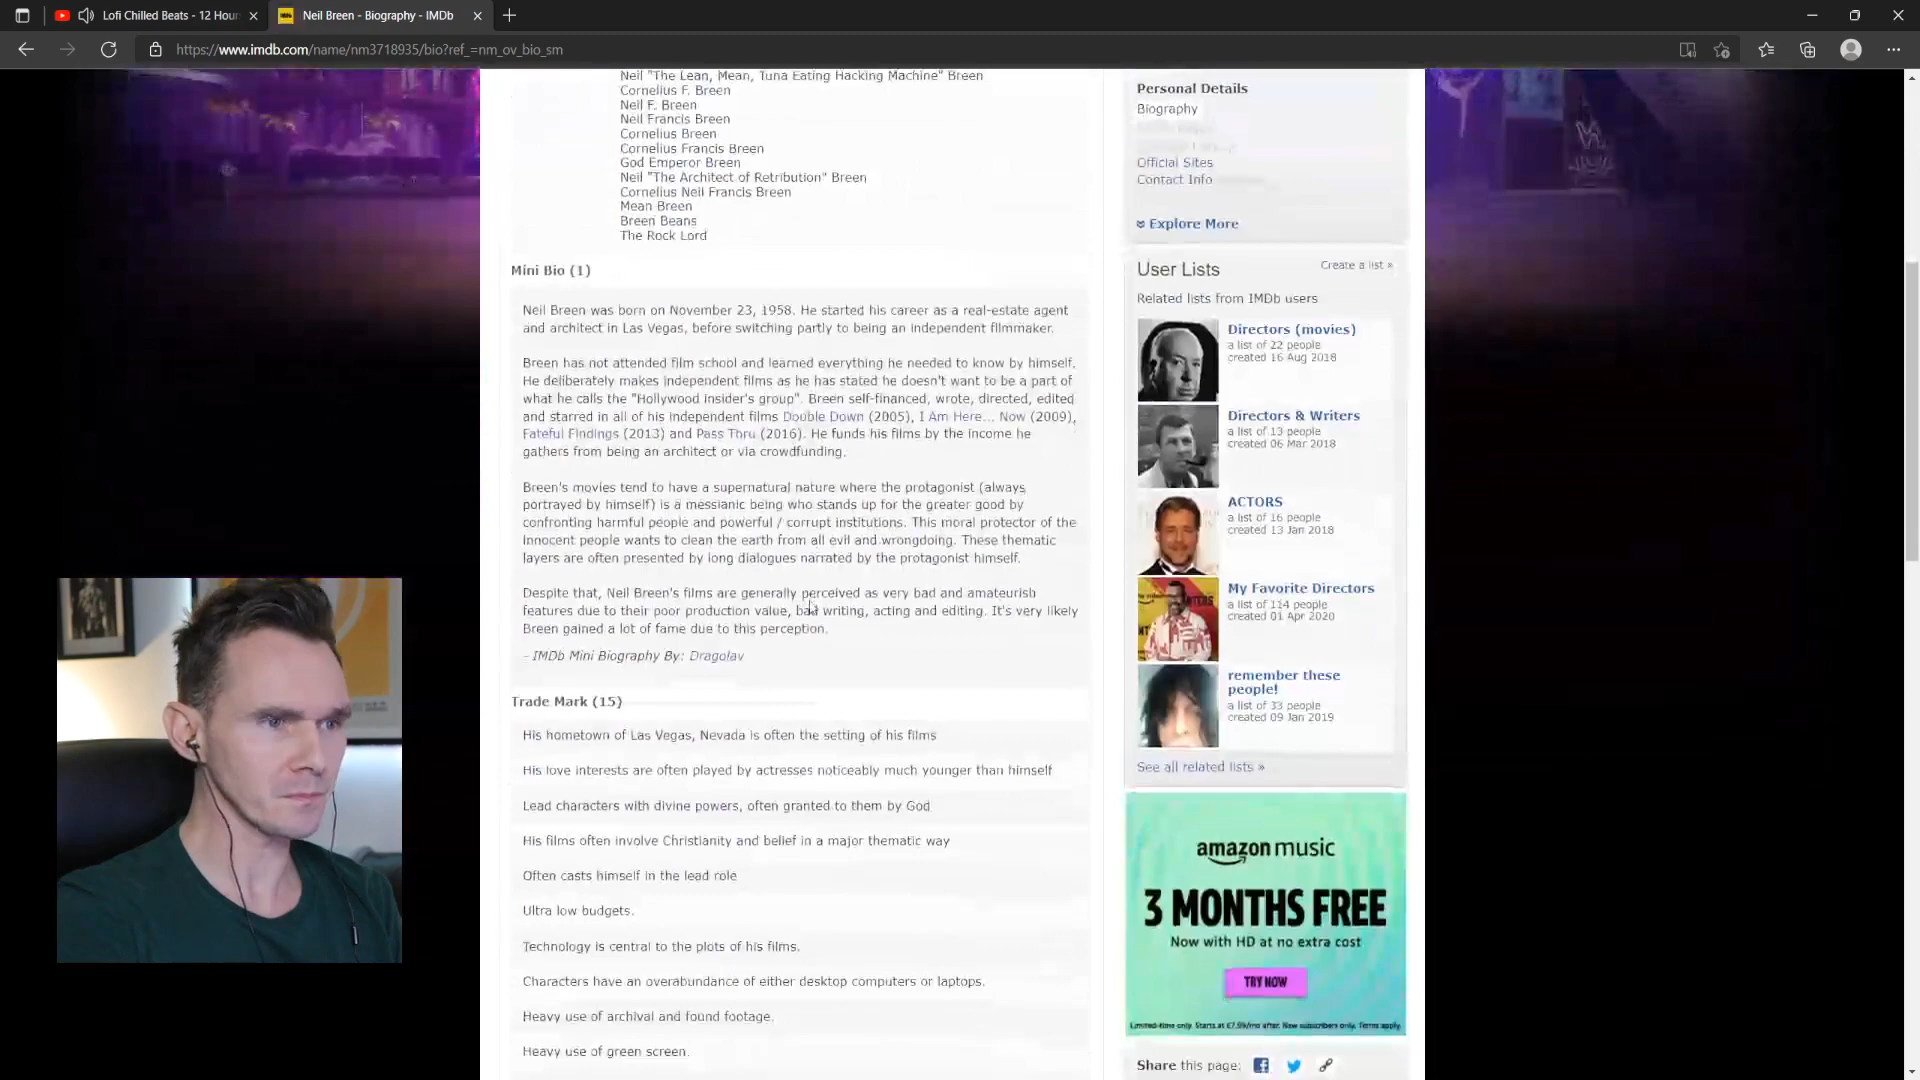 Lofi Chilled Beats - 12 Hour
Neil Breen - Biography - IMDb
https://www.imdb.com/name/nm3718935/bio?ref_=nm_ov_bio_sm
Neil "The Lean, Mean, Tuna Eating Hacking Machine" Breen
Cornelius F. Breen
Neil F. Breen
Neil Francis Breen
Cornelius Breen
Cornelius Francis Breen
God Emperor Breen
Neil "The Architect of Retribution" Breen
Cornelius Neil Francis Breen
Mean Breen
Breen Beans
The Rock Lord
Mini Bio (1)
Neil Breen was born on November 23, 1958. He started his career as a real-estate agent
and architect in Las Vegas, before switching partly to being an independent filmmaker.
Breen has not attended film school and learned everything he needed to know by himself.
He deliberately makes independent films as he has stated he doesn't want to be a part of
what he calls the "Hollywood insider's group". Breen self-financed, wrote, directed, edited
and starred in all of his independent films Double Down (2005), I Am Here... Now (2009),
Fateful Findings (2013) and Pass Thru (2016). He funds his films by the income he
gathers from being an architect or via crowdfunding.
Breen's movies tend to have a supernatural nature where the protagonist (always
portrayed by himself) is a messianic being who stands up for the greater good by
confronting harmful people and powerful / corrupt institutions. This moral protector of the
innocent people wants to clean the earth from all evil and wrongdoing. These thematic
layers are often presented by long dialogues narrated by the protagonist himself.
Despite that, Neil Breen's films are generally perceived as very bad and amateurish
features due to their poor production value, bad writing, acting and editing. It's very likely
Breen gained a lot of fame due to this perception.
- IMDb Mini Biography By: Dragolav
Trade Mark (15)
His hometown of Las Vegas, Nevada is often the setting of his films
His love interests are often played by actresses noticeably much younger than himself
Lead characters with divine powers, often granted to them by God
His films often involve Christianity and belief in a major thematic way
Often casts himself in the lead role
Ultra low budgets.
Technology is central to the plots of his films.
Characters have an overabundance of either desktop computers or laptops.
Heavy use of archival and found footage.
Heavy use of green screen.
Personal Details
Biography
Official Sites
Contact Info
Explore More
User Lists
Create a list »
Related lists from IMDb users
Directors (movies)
a list of 22 people
created 16 Aug 2018
Directors & Writers
a list of 13 people
created 06 Mar 2018
ACTORS
a list of 16 people
created 13 Jan 2018
My Favorite Directors
a list of 114 people
created 01 Apr 2020
remember these
people!
a list of 33 people
created 09 Jan 2019
See all related lists »
amazon music
3 MONTHS FREE
Now with HD at no extra cost
TRY NOW
Limited-time only. Starts at £7.99/mo after. New subscribers only. Terms apply.
Share this page: